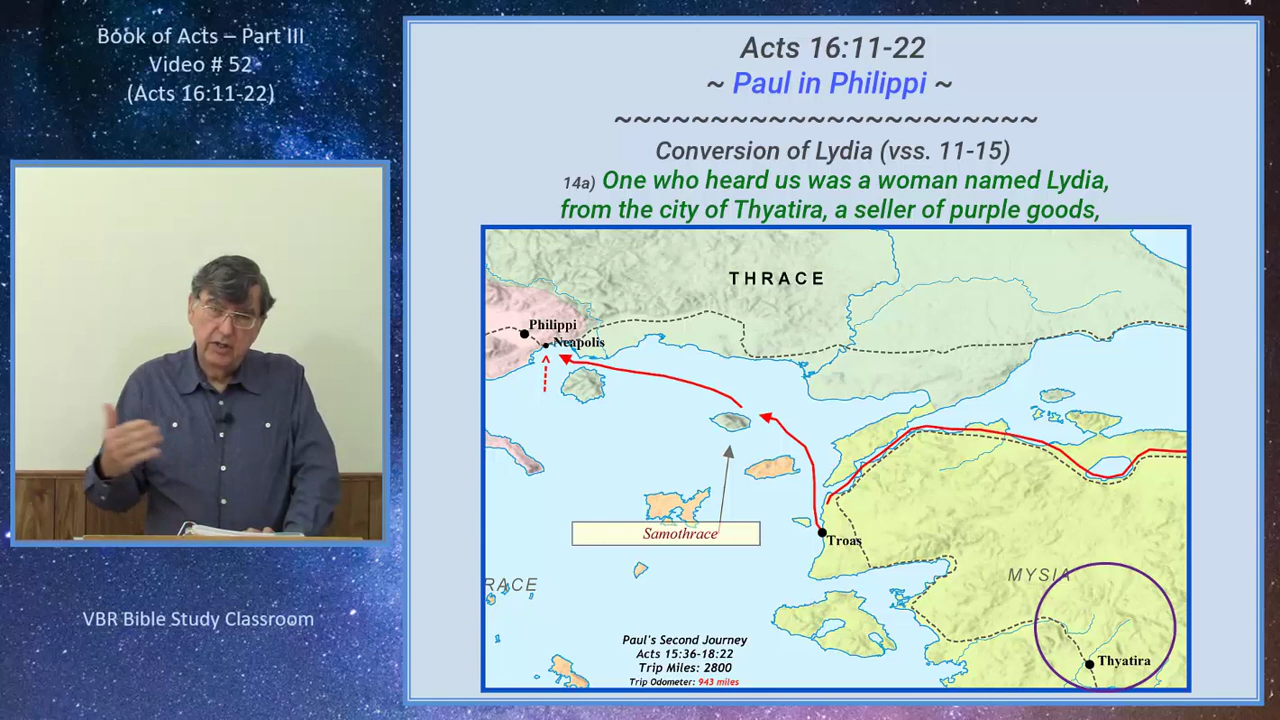 Book of Acts – Part III
Video # 52
(Acts 16:11-22)
VBR Bible Study Classroom
Acts 16:11-22
~ Paul in Philippi ~
~~~~~~~~~~~~~~~~~~~~~~
Conversion of Lydia (vss. 11-15)
14a) One who heard us was a woman named Lydia,
from the city of Thyatira, a seller of purple goods,
THRACE
Philippi
Neapolis
Samothrace
Troas
MYSIA
RACE
Thyatira
Paul's Second Journey
Acts 15:36-18:22
Trip Miles: 2800
Trip Odometer: 943 miles